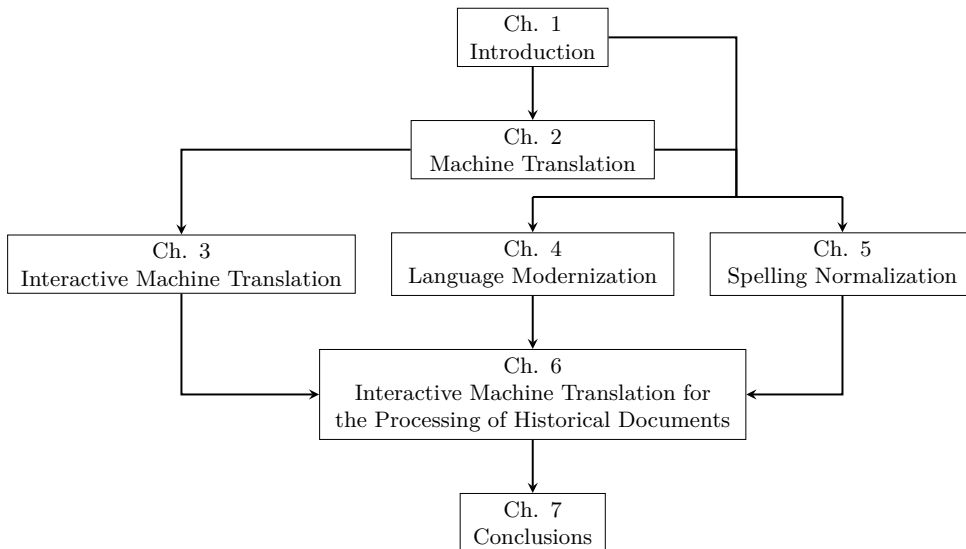 Ch. 1
Introduction
Ch. 2
Machine Translation
Ch. 3
Interactive Machine Translation
Ch. 4
Language Modernization
Ch. 5
Spelling Normalization
Ch. 6
Interactive Machine Translation for
the Processing of Historical Documents
Ch. 7
Conclusions